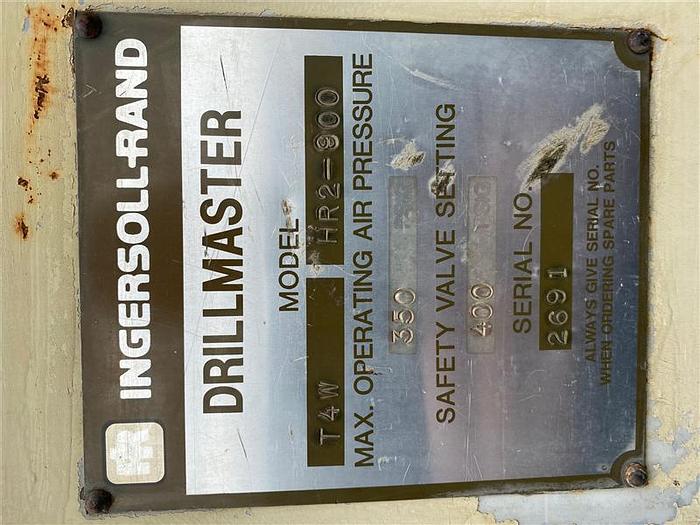 IR INGERSOLL-RAND
DRILLMASTER
MODEL
T4W HR2-900
MAX. OPERATING AIR PRESSURE
350
SAFETY VALVE SETTING
400
SERIAL NO.
2691
ALWAYS GIVE SERIAL NO.
WHEN ORDERING SPARE PARTS